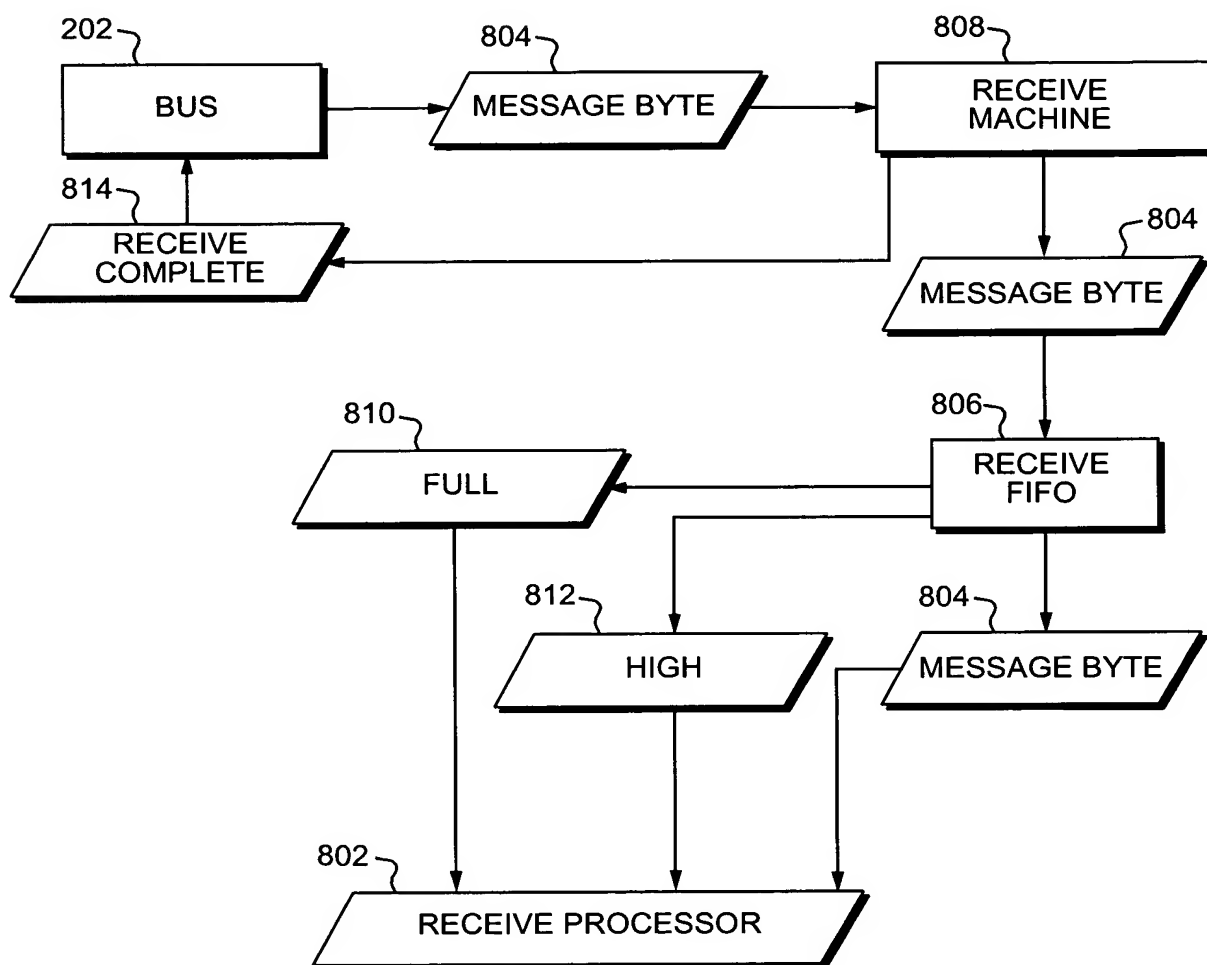 202
804
808
BUS
MESSAGE BYTE
RECEIVE
MACHINE
814
RECEIVE
COMPLETE
804
MESSAGE BYTE
810
806
FULL
RECEIVE
FIFO
812
804
HIGH
MESSAGE BYTE
802
RECEIVE PROCESSOR